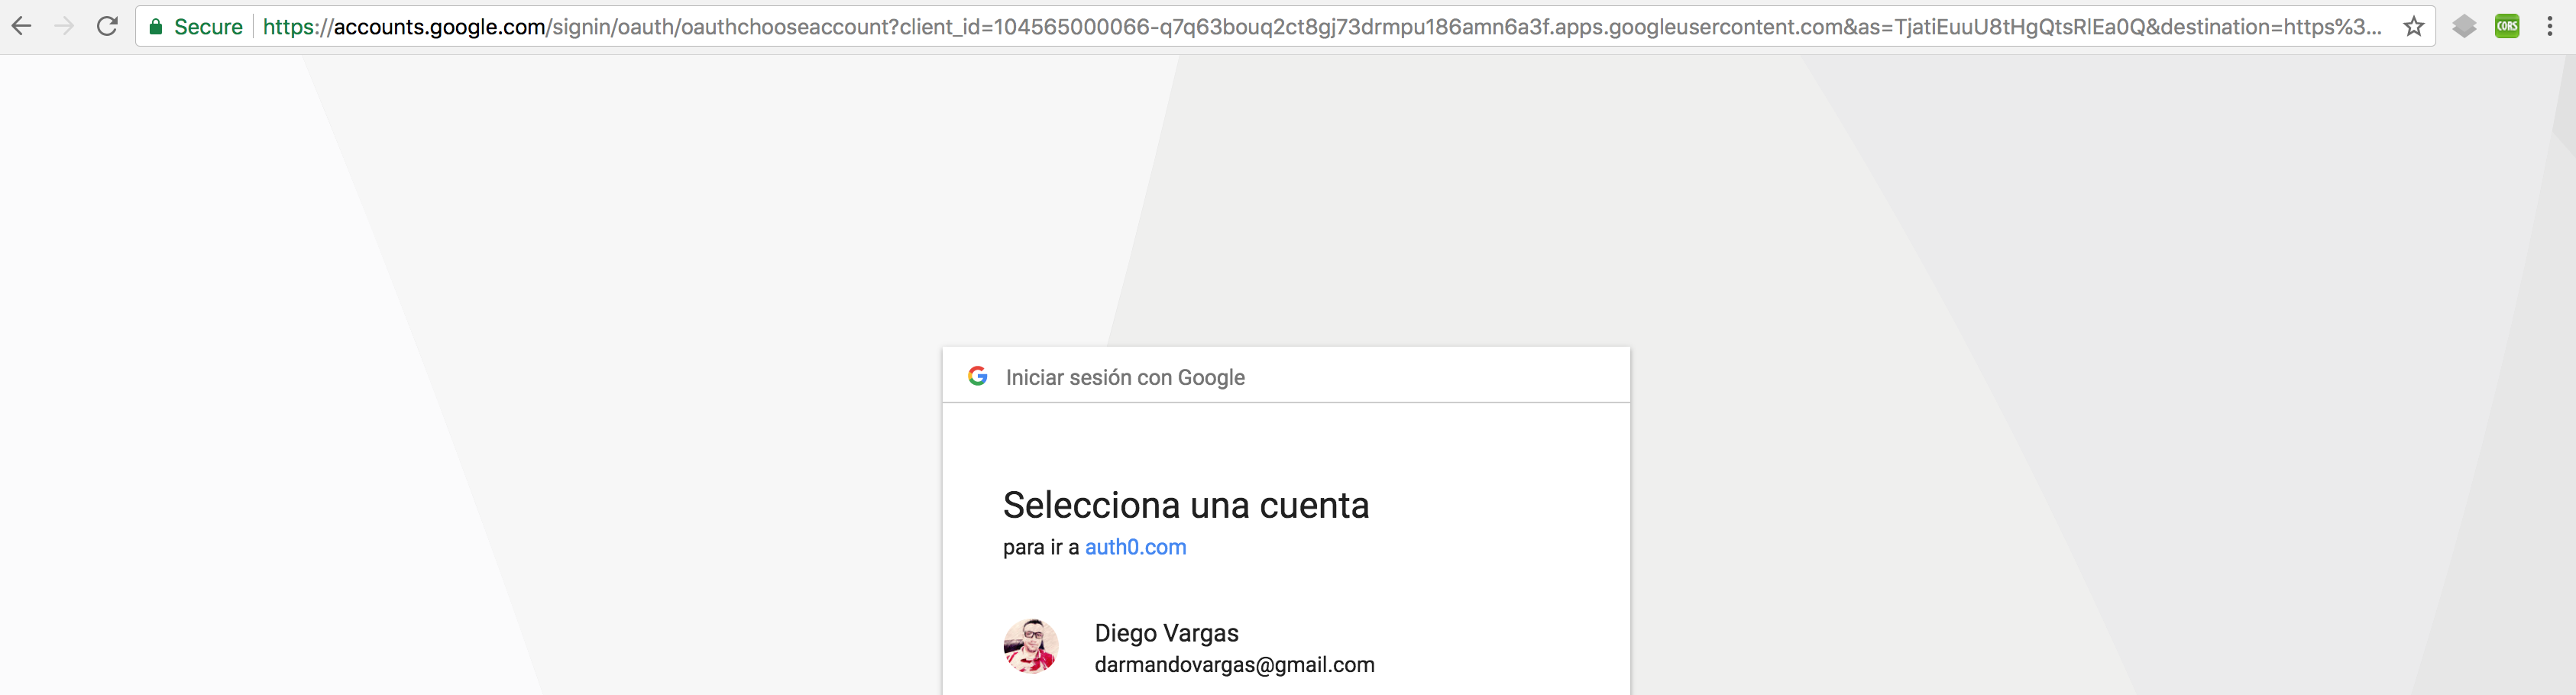 Secure https://accounts.google.com/signin/oauth/oauthchooseaccount?client_id=104565000066-q7q63bouq2ct8gj73drmpu186amn6a3f.apps.googleusercontent.com&as=TjatiEuuU8tHgQtsRlEa0Q&destination=https%3... CORS
Iniciar sesión con Google
Selecciona una cuenta
para ir a auth0.com
Diego Vargas
darmandovargas@gmail.com